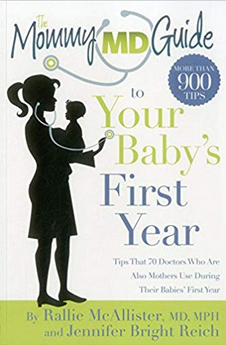 The
Mommy MD Guide
MORE THAN
900
TIPS
to
Your
Baby's
First
Year
Tips That 70 Doctors Who Are
Also Mothers Use During
Their Babies' First Year
By Rallie McAllister, MD, MPH
and Jennifer Bright Reich